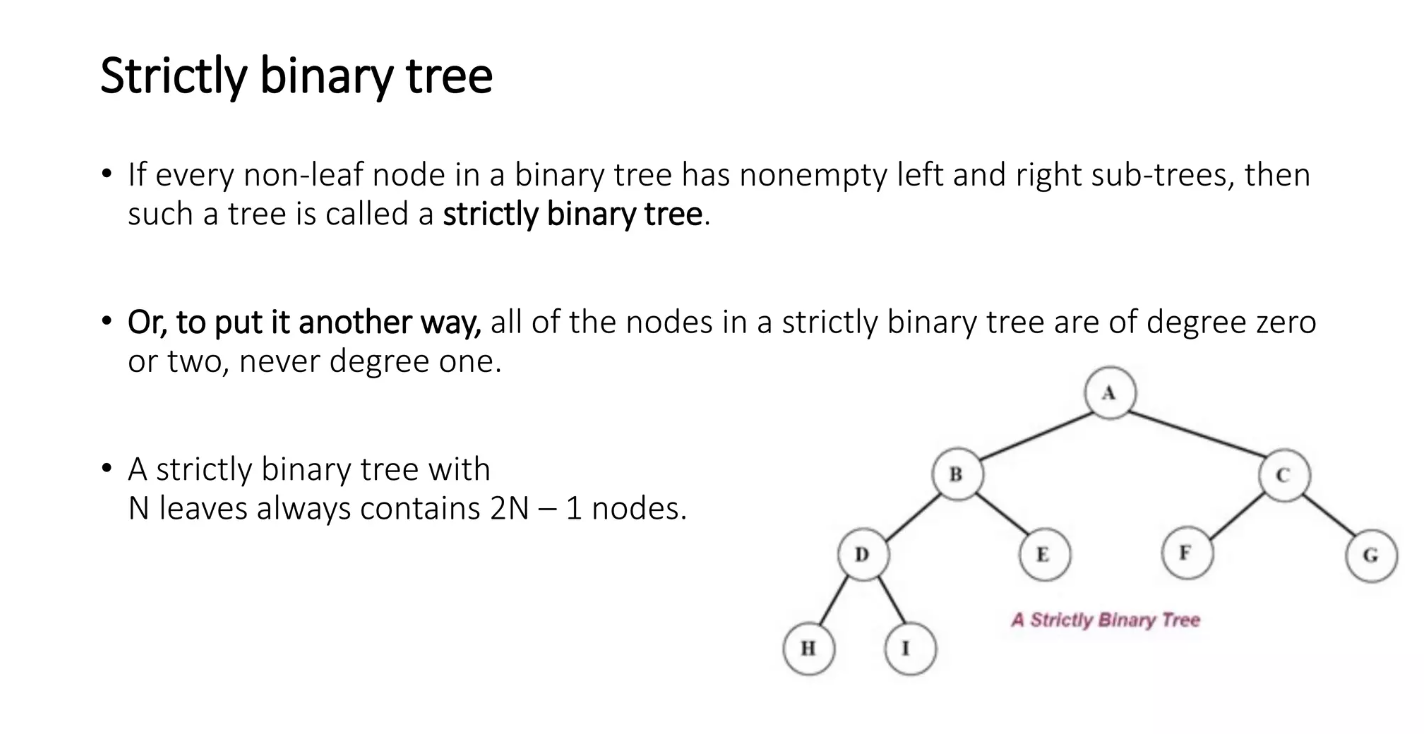 Strictly binary tree
• If every non-leaf node in a binary tree has nonempty left and right sub-trees, then
such a tree is called a strictly binary tree.
• Or, to put it another way, all of the nodes in a strictly binary tree are of degree zero
or two, never degree one.
• A strictly binary tree with
N leaves always contains 2N – 1 nodes.
A
B C
D E F G
A Strictly Binary Tree
H I